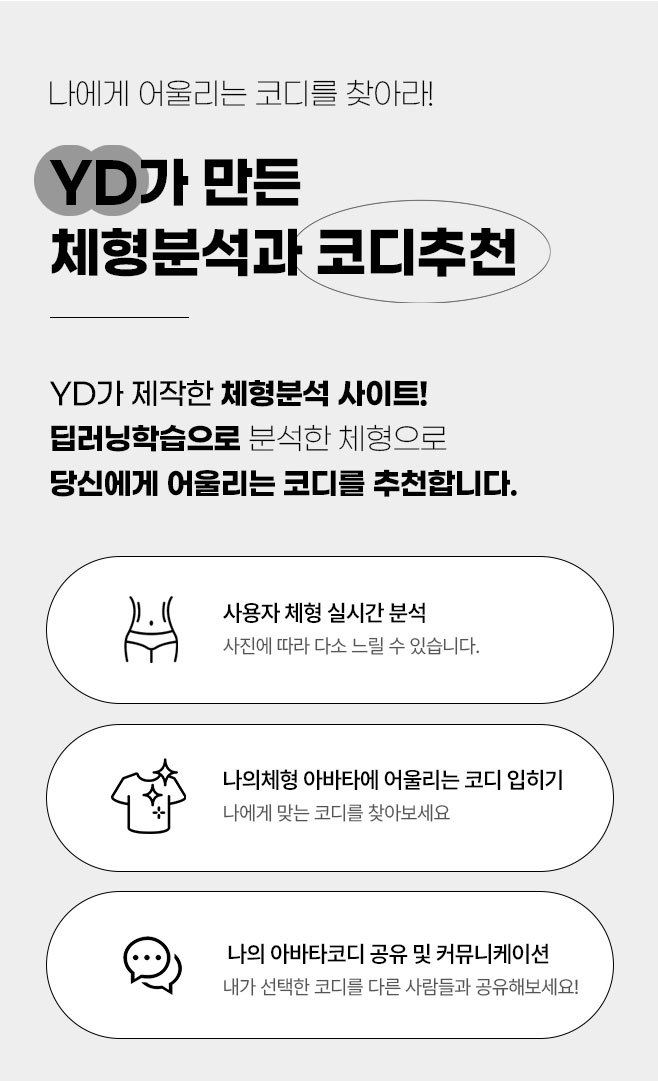 나에게 어울리는 코디를 찾아라!
YD가 만든
체형분석과 코디추천
YD가 제작한 체형분석 사이트!
딥러닝학습으로 분석한 체형으로
당신에게 어울리는 코디를 추천합니다.
사용자 체형 실시간 분석
사진에 따라 다소 느릴 수 있습니다.
나의체형 아바타에 어울리는 코디 입히기
나에게 맞는 코디를 찾아보세요
나의 아바타코디 공유 및 커뮤니케이션
내가 선택한 코디를 다른 사람들과 공유해보세요!